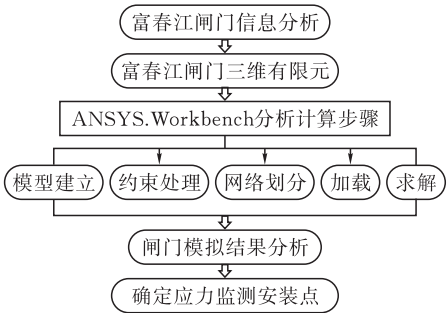 富春江闸门信息分析
富春江闸门三维有限元
ANSYS.Workbench分析计算步骤
模型建立 约束处理 网络划分 加载 求解
闸门模拟结果分析
确定应力监测安装点